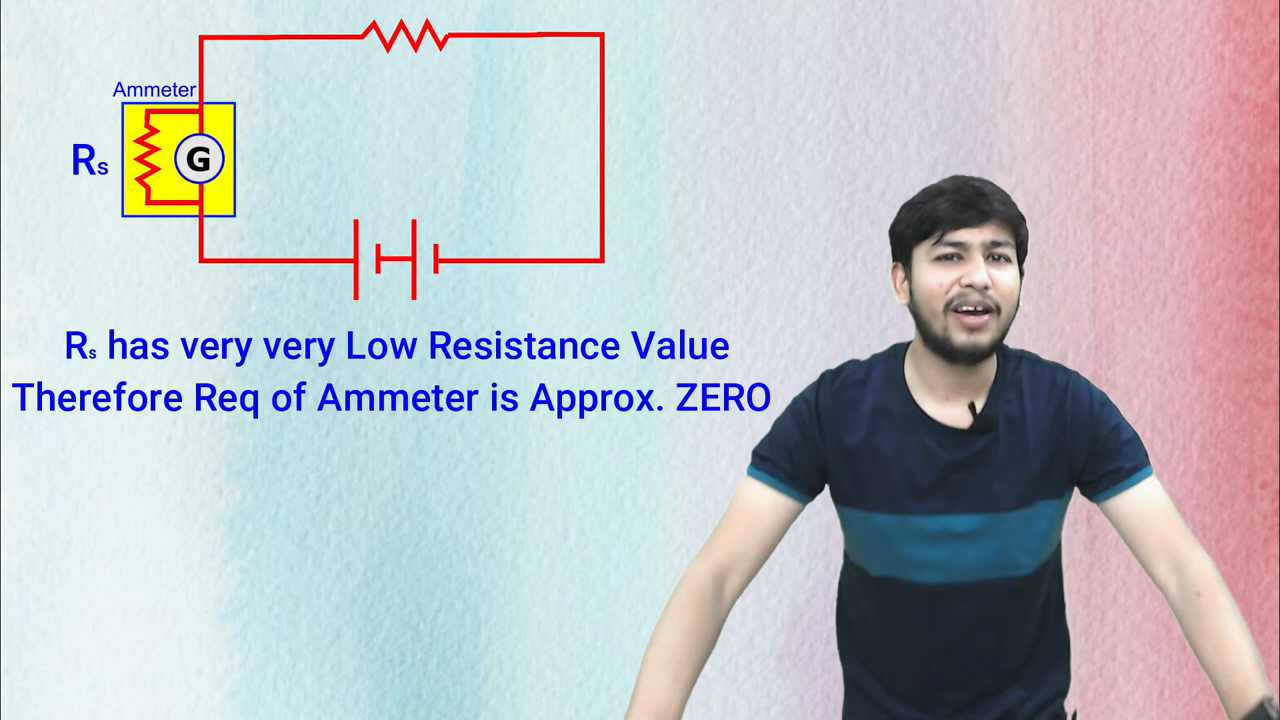 Ammeter
Rs
G
Rs has very very Low Resistance Value
Therefore Req of Ammeter is Approx. ZERO